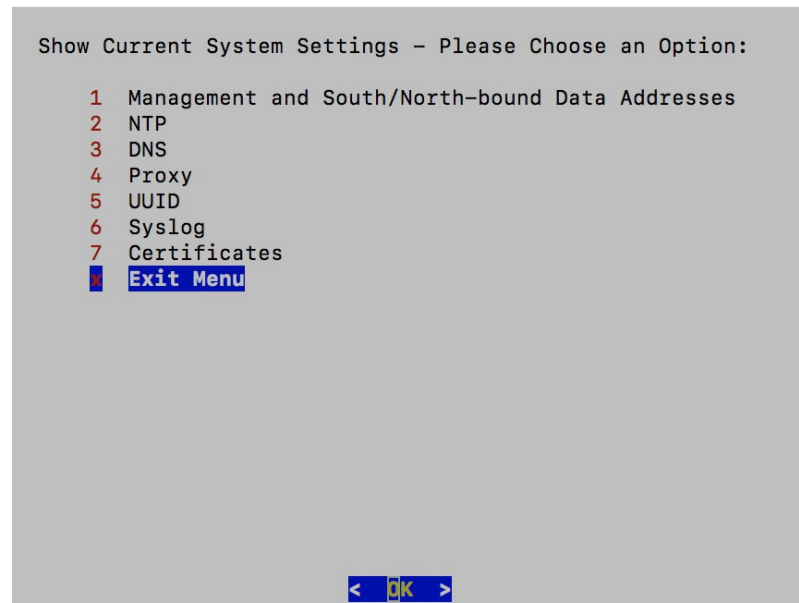 Show Current System Settings – Please Choose an Option:
1 Management and South/North–bound Data Addresses
2 NTP
3 DNS
4 Proxy
5 UUID
6 Syslog
7 Certificates
x Exit Menu
< OK >